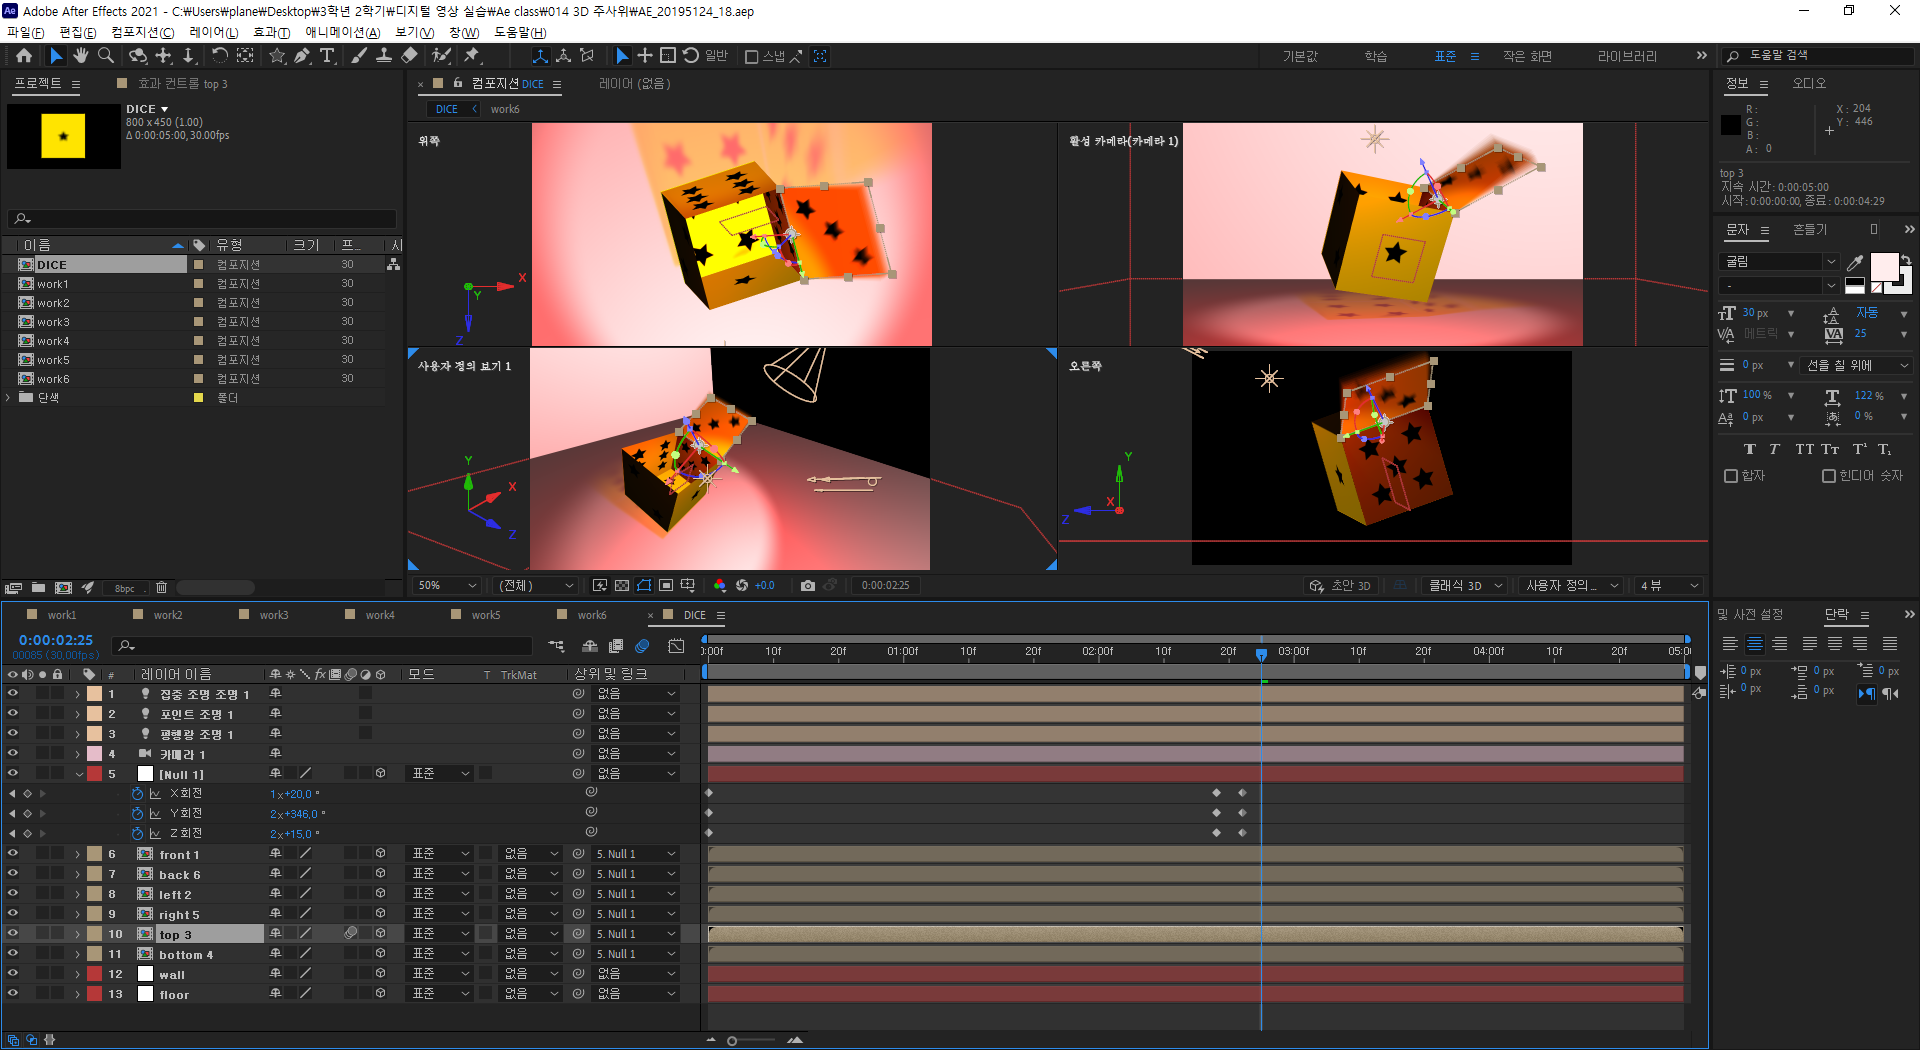 Adobe After Effects 2021 - C:₩Users₩plane₩Desktop₩3학년 2학기₩디지털 영상 실습₩Ae class₩014 3D 주사위₩AE_20195124_18.aep
파일(F) 편집(E) 컴포지션(C) 레이어(L) 효과(T) 애니메이션(A) 보기(V) 창(W) 도움말(H)
일반 스냅 기본값 학습 표준 작은 화면 라이브러리 도움말 검색
프로젝트 효과 컨트롤 top 3
DICE
800 x 450 (1.00)
Δ 0:00:05:00, 30.00fps
이름 유형 크기 프... 시
DICE 컴포지션 30
work1 컴포지션 30
work2 컴포지션 30
work3 컴포지션 30
work4 컴포지션 30
work5 컴포지션 30
work6 컴포지션 30
단색 폴더
8bpc
컴포지션 DICE 레이어 (없음)
DICE work6
위쪽
X
Y
Z
활성 카메라(카메라 1)
사용자 정의 보기 1
Y
X
Z
오른쪽
Y
X
Z
50% (전체) +0.0 0:00:02:25 초안 3D 클래식 3D 사용자 정의... 4 뷰
정보 오디오
R: X: 204
G: Y: 446
B:
A: 0
top 3
지속 시간: 0:00:05:00
시작: 0:00:00:00, 종료: 0:00:04:29
문자 흔들기
굴림
-
30 px 자동
메트릭 25
0 px 선을 칠 위에
100 % 122 %
0 px 0 %
T T TT Tт T¹ T₁
합자 힌디어 숫자
및 사전 설정 단락
0 px 0 px 0 px
0 px 0 px
work1 work2 work3 work4 work5 work6 DICE
0:00:02:25
00085 (30.00fps)
0:00f 10f 20f 01:00f 10f 20f 02:00f 10f 20f 03:00f 10f 20f 04:00f 10f 20f 05:00
# 레이어 이름 모드 T TrkMat 상위 및 링크
1 집중 조명 조명 1 없음
2 포인트 조명 1 없음
3 평행광 조명 1 없음
4 카메라 1 없음
5 [Null 1] 표준 없음
X 회전 1x+20.0°
Y 회전 2x+346.0°
Z 회전 2x+15.0°
6 front 1 표준 없음 5. Null 1
7 back 6 표준 없음 5. Null 1
8 left 2 표준 없음 5. Null 1
9 right 5 표준 없음 5. Null 1
10 top 3 표준 없음 5. Null 1
11 bottom 4 표준 없음 5. Null 1
12 wall 표준 없음 없음
13 floor 표준 없음 없음